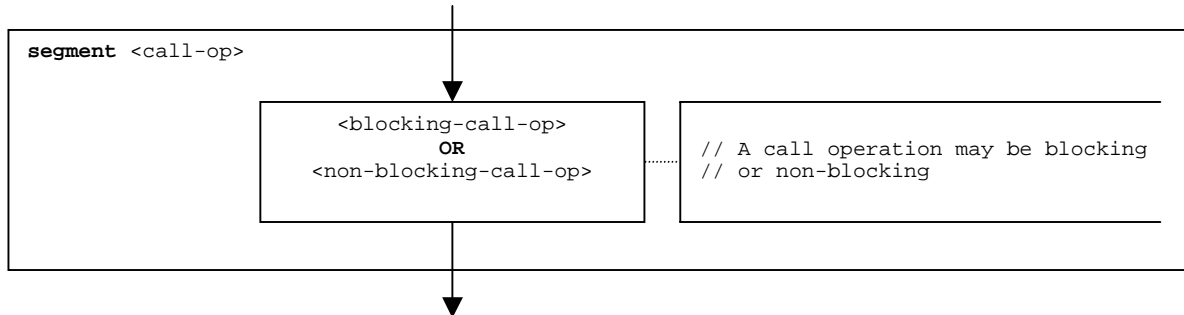 segment <call-op>
<blocking-call-op>
OR
<non-blocking-call-op>
// A call operation may be blocking
// or non-blocking